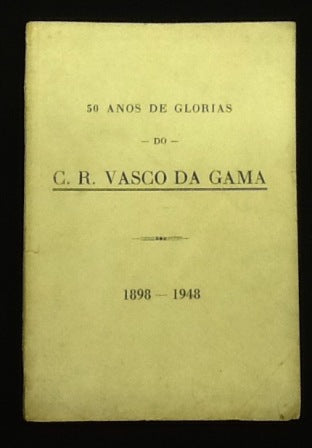 50 ANOS DE GLORIAS
— DO —
C. R. VASCO DA GAMA
1898 — 1948